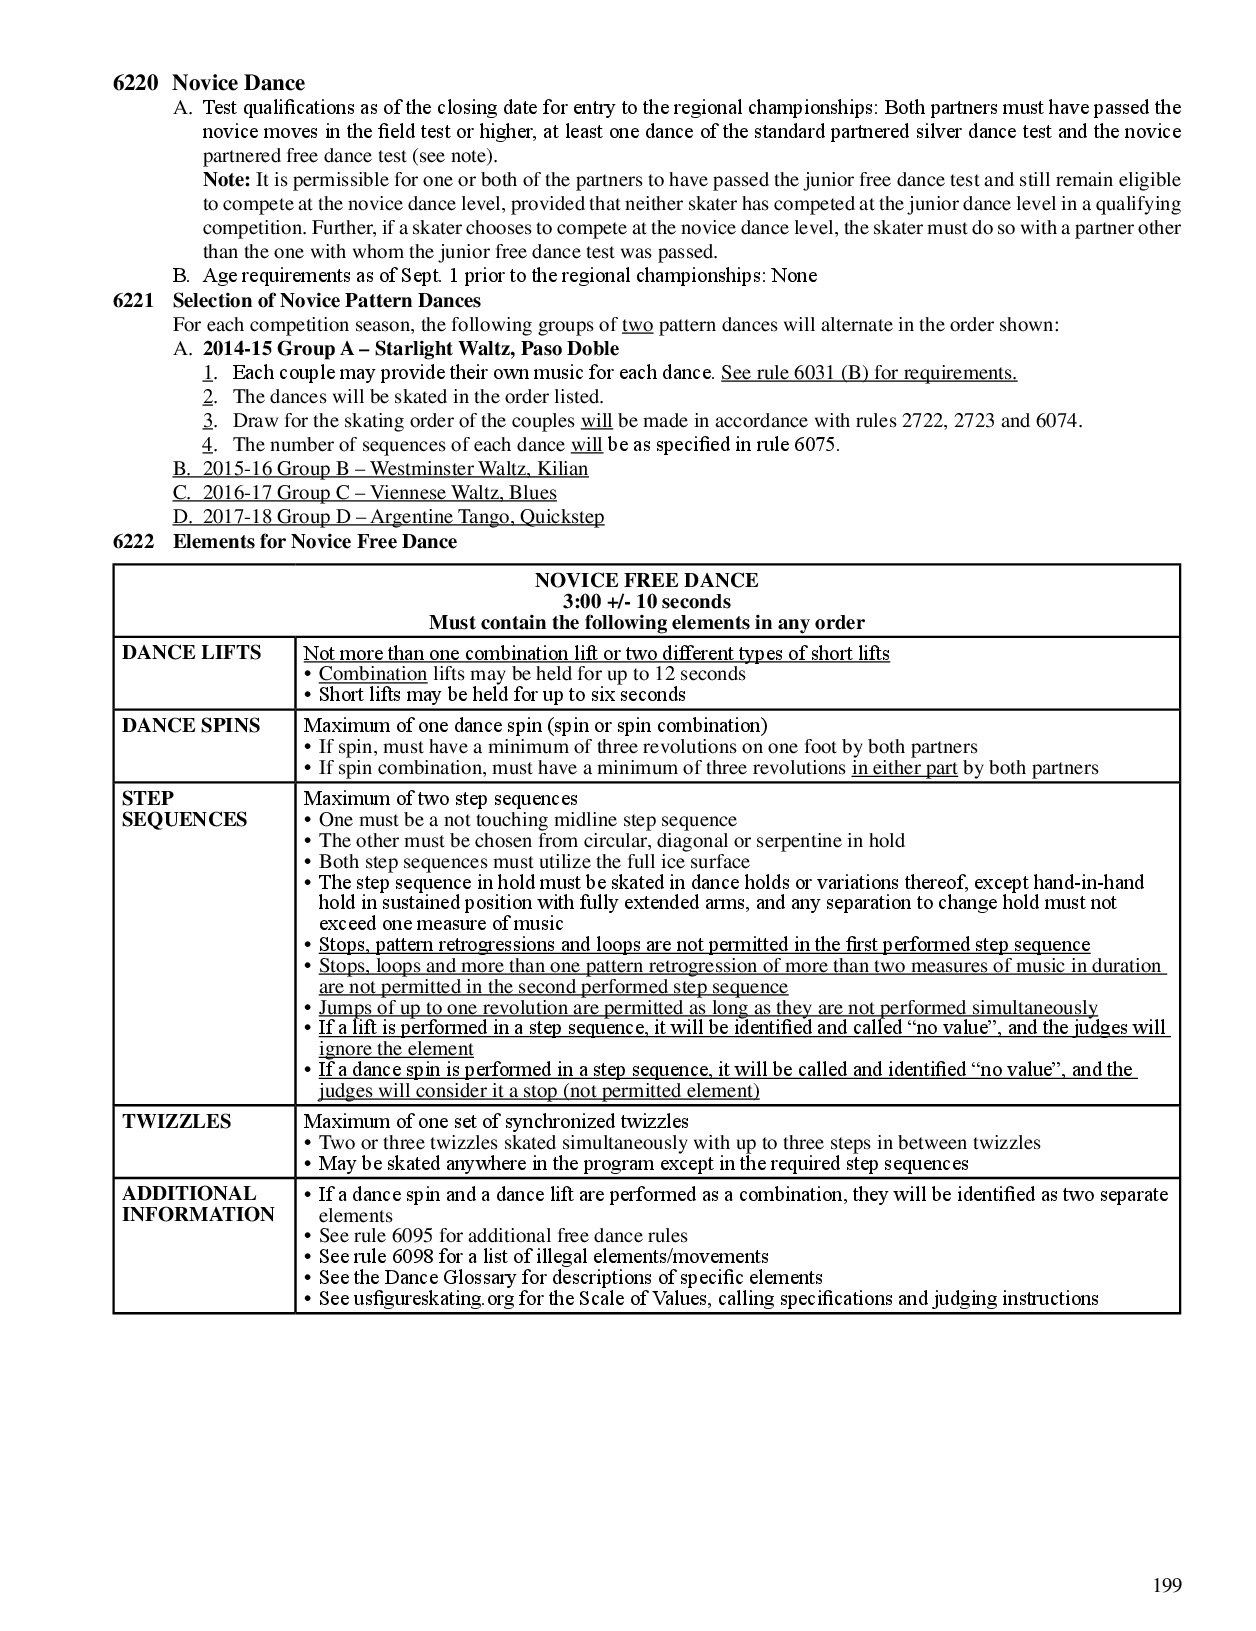 6220 Novice Dance
A. Test qualifications as of the closing date for entry to the regional championships: Both partners must have passed the
novice moves in the field test or higher, at least one dance of the standard partnered silver dance test and the novice
partnered free dance test (see note).
Note: It is permissible for one or both of the partners to have passed the junior free dance test and still remain eligible
to compete at the novice dance level, provided that neither skater has competed at the junior dance level in a qualifying
competition. Further, if a skater chooses to compete at the novice dance level, the skater must do so with a partner other
than the one with whom the junior free dance test was passed.
B. Age requirements as of Sept. 1 prior to the regional championships: None
6221 Selection of Novice Pattern Dances
For each competition season, the following groups of two pattern dances will alternate in the order shown:
A. 2014-15 Group A – Starlight Waltz, Paso Doble
1. Each couple may provide their own music for each dance. See rule 6031 (B) for requirements.
2. The dances will be skated in the order listed.
3. Draw for the skating order of the couples will be made in accordance with rules 2722, 2723 and 6074.
4. The number of sequences of each dance will be as specified in rule 6075.
B. 2015-16 Group B – Westminster Waltz, Kilian
C. 2016-17 Group C – Viennese Waltz, Blues
D. 2017-18 Group D – Argentine Tango, Quickstep
6222 Elements for Novice Free Dance
NOVICE FREE DANCE
3:00 +/- 10 seconds
Must contain the following elements in any order
DANCE LIFTS
Not more than one combination lift or two different types of short lifts
• Combination lifts may be held for up to 12 seconds
• Short lifts may be held for up to six seconds
DANCE SPINS
Maximum of one dance spin (spin or spin combination)
• If spin, must have a minimum of three revolutions on one foot by both partners
• If spin combination, must have a minimum of three revolutions in either part by both partners
STEP
SEQUENCES
Maximum of two step sequences
• One must be a not touching midline step sequence
• The other must be chosen from circular, diagonal or serpentine in hold
• Both step sequences must utilize the full ice surface
• The step sequence in hold must be skated in dance holds or variations thereof, except hand-in-hand
hold in sustained position with fully extended arms, and any separation to change hold must not
exceed one measure of music
• Stops, pattern retrogressions and loops are not permitted in the first performed step sequence
• Stops, loops and more than one pattern retrogression of more than two measures of music in duration
are not permitted in the second performed step sequence
• Jumps of up to one revolution are permitted as long as they are not performed simultaneously
• If a lift is performed in a step sequence, it will be identified and called “no value”, and the judges will
ignore the element
• If a dance spin is performed in a step sequence, it will be called and identified “no value”, and the
judges will consider it a stop (not permitted element)
TWIZZLES
Maximum of one set of synchronized twizzles
• Two or three twizzles skated simultaneously with up to three steps in between twizzles
• May be skated anywhere in the program except in the required step sequences
ADDITIONAL
INFORMATION
• If a dance spin and a dance lift are performed as a combination, they will be identified as two separate
elements
• See rule 6095 for additional free dance rules
• See rule 6098 for a list of illegal elements/movements
• See the Dance Glossary for descriptions of specific elements
• See usfigureskating.org for the Scale of Values, calling specifications and judging instructions
199